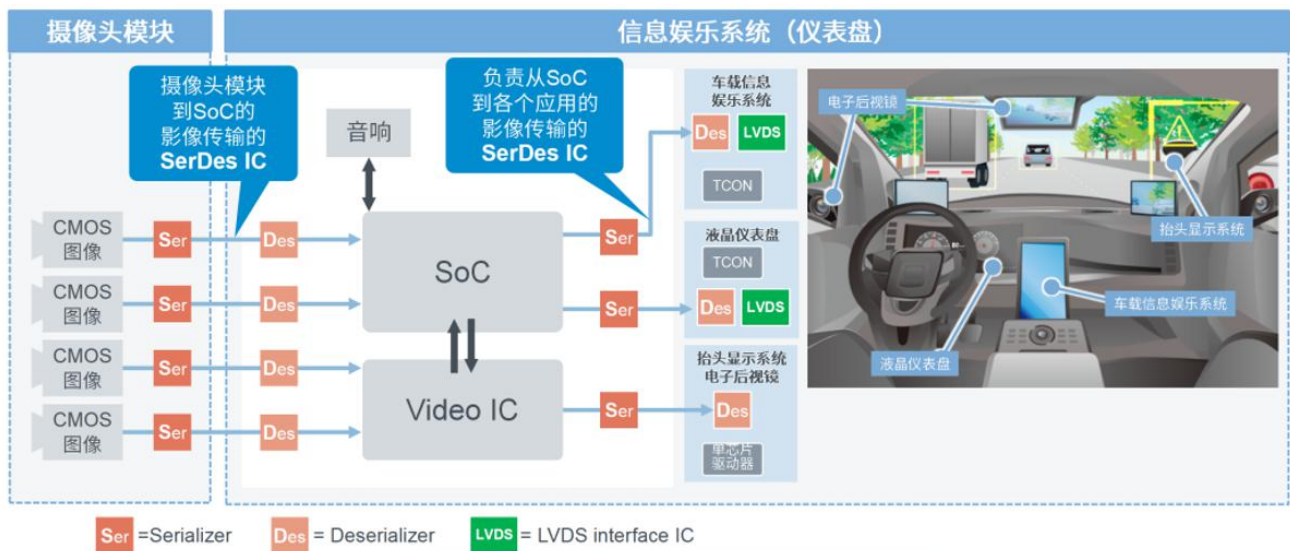 摄像头模块
信息娱乐系统（仪表盘）
摄像头模块
到SoC的
影像传输的
SerDes IC
音响
负责从SoC
到各个应用的
影像传输的
SerDes IC
CMOS
图像
Ser
Des
CMOS
图像
Ser
Des
CMOS
图像
Ser
Des
CMOS
图像
Ser
Des
SoC
Video IC
Ser
Ser
Ser
车载信息
娱乐系统
Des
LVDS
TCON
液晶仪表盘
TCON
Des
LVDS
抬头显示系统
电子后视镜
Des
单芯片
驱动器
电子后视镜
抬头显示系统
车载信息娱乐系统
液晶仪表盘
Ser =Serializer
Des = Deserializer
LVDS = LVDS interface IC